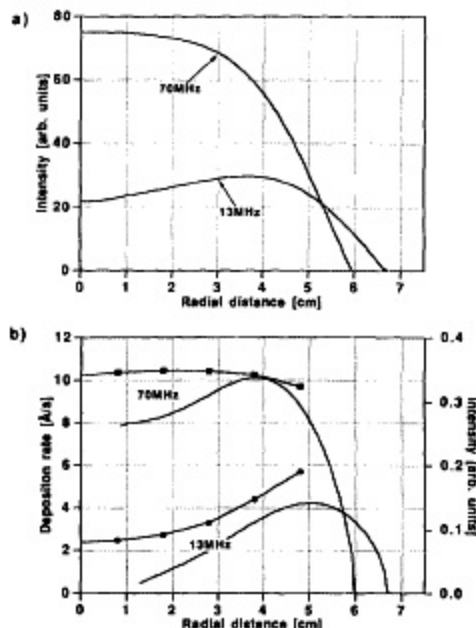 a)
80
60
40
20
0
Intensity [arb. units]
70MHz
13MHz
0 1 2 3 4 5 6 7
Radial distance [cm]
b)
12
10
8
6
4
2
0
Deposition rate [Å/s]
70MHz
13MHz
0.4
0.3
0.2
0.1
0.0
Intensity [arb. units]
0 1 2 3 4 5 6 7
Radial distance [cm]